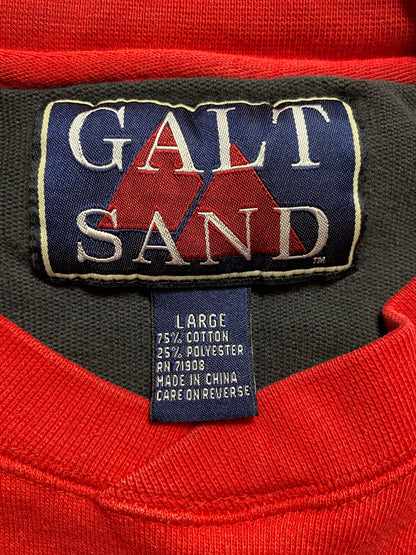 GALT
SAND
TM
LARGE
75% COTTON
25% POLYESTER
RN 71908
MADE IN CHINA
CARE ON REVERSE